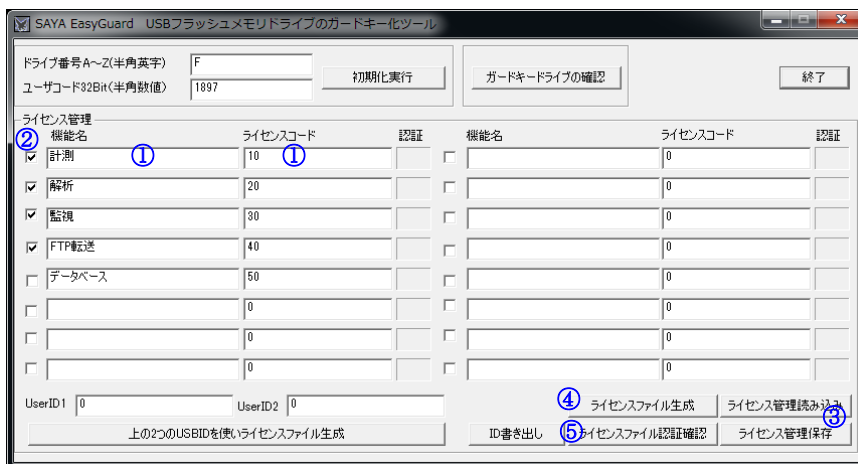 SAYA EasyGuard USBフラッシュメモリドライブのガードキー化ツール
ドライブ番号A～Z(半角英字) F
ユーザコード32Bit(半角数値) 1897
初期化実行
ガードキードライブの確認
終了
ライセンス管理
② 機能名 ライセンスコード 認証 機能名 ライセンスコード 認証
計測 ① 10 ① 0
解析 20 0
監視 30 0
FTP転送 40 0
データベース 50 0
0 0
0 0
0 0
UserID1 0 UserID2 0 ④ ライセンスファイル生成 ライセンス管理読み込み
③
上の2つのUSBIDを使いライセンスファイル生成 ID書き出し ⑤ ライセンスファイル認証確認 ライセンス管理保存